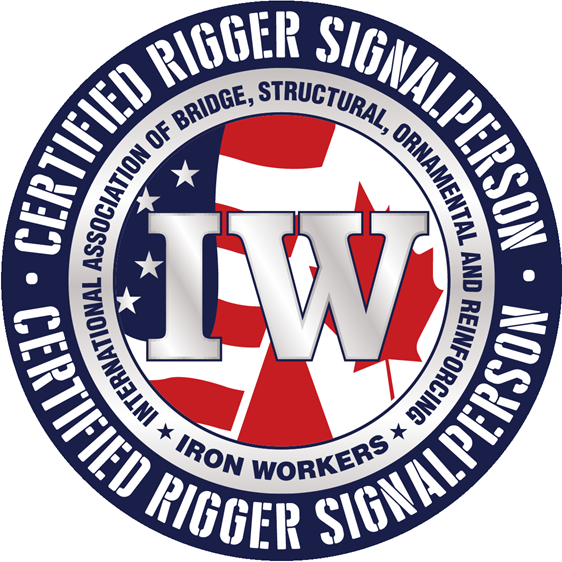 CERTIFIED RIGGER SIGNALPERSON
INTERNATIONAL ASSOCIATION OF BRIDGE, STRUCTURAL, ORNAMENTAL AND REINFORCING
IW
IRON WORKERS
CERTIFIED RIGGER SIGNALPERSON